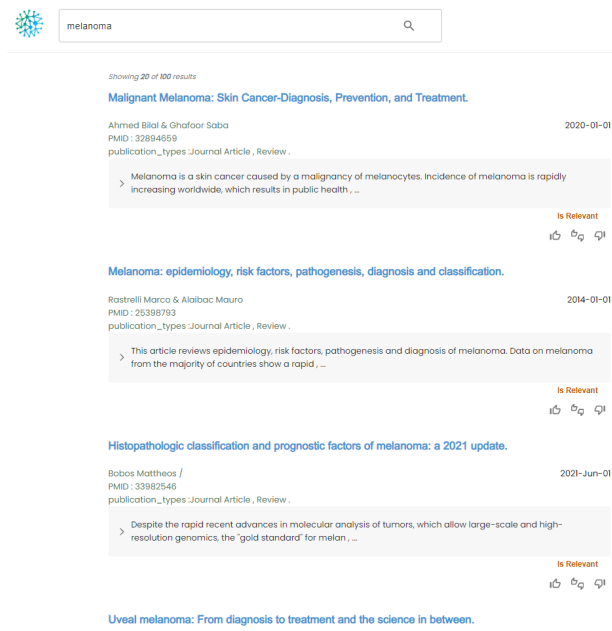 melanoma
Showing 20 of 100 results
Malignant Melanoma: Skin Cancer-Diagnosis, Prevention, and Treatment.
Ahmed Bilal & Ghafoor Saba 2020-01-01
PMID : 32894659
publication_types :Journal Article , Review .
Melanoma is a skin cancer caused by a malignancy of melanocytes. Incidence of melanoma is rapidly
increasing worldwide, which results in public health , ...
Is Relevant
Melanoma: epidemiology, risk factors, pathogenesis, diagnosis and classification.
Rastrelli Marco & Alaibac Mauro 2014-01-01
PMID : 25398793
publication_types :Journal Article , Review .
This article reviews epidemiology, risk factors, pathogenesis and diagnosis of melanoma. Data on melanoma
from the majority of countries show a rapid , ...
Is Relevant
Histopathologic classification and prognostic factors of melanoma: a 2021 update.
Bobos Mattheos / 2021-Jun-01
PMID : 33982546
publication_types :Journal Article , Review .
Despite the rapid recent advances in molecular analysis of tumors, which allow large-scale and high-
resolution genomics, the "gold standard" for melan , ...
Is Relevant
Uveal melanoma: From diagnosis to treatment and the science in between.